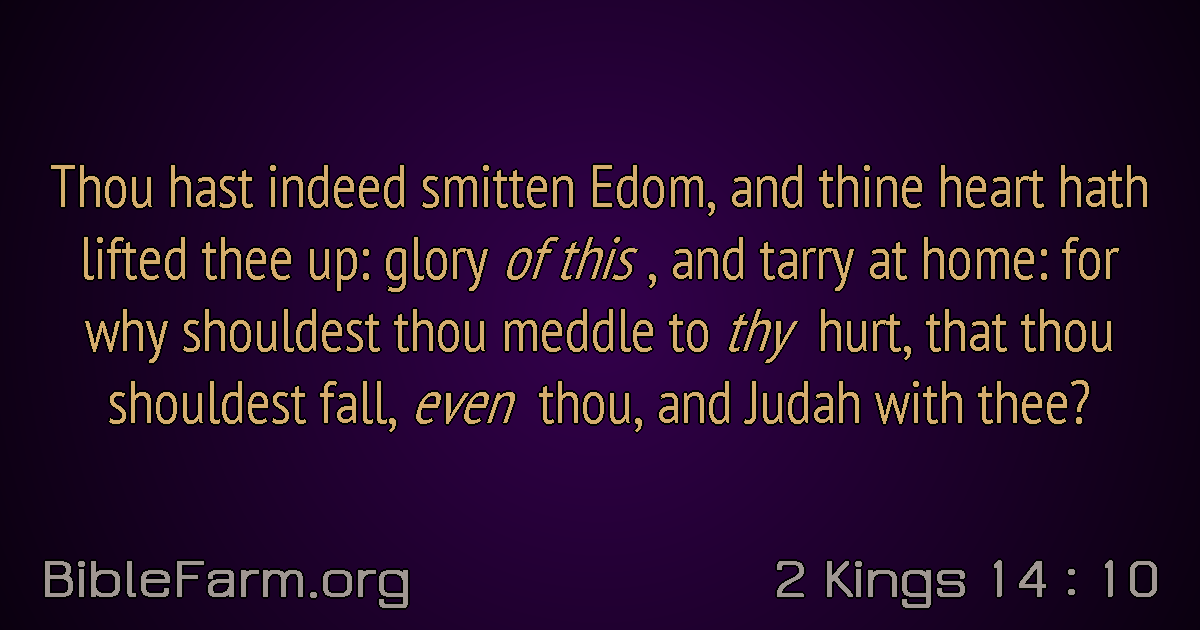 Thou hast indeed smitten Edom, and thine heart hath
lifted thee up: glory of this , and tarry at home: for
why shouldest thou meddle to thy hurt, that thou
shouldest fall, even thou, and Judah with thee?
BibleFarm.org
2 Kings 14 : 10